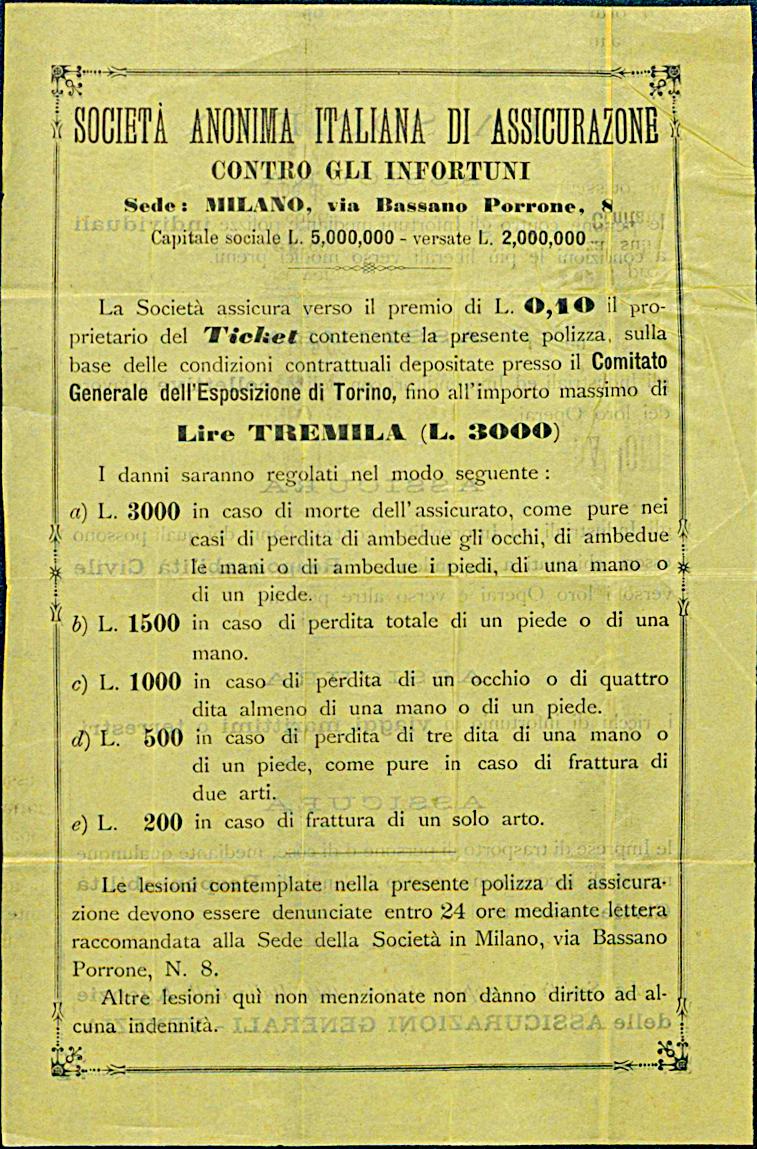 SOCIETÀ ANONIMA ITALIANA DI ASSICURAZONE
CONTRO GLI INFORTUNI
Sede: MILANO, via Bassano Porrone, 8
Capitale sociale L. 5,000,000 - versate L. 2,000,000
La Società assicura verso il premio di L. 0,10 il pro-
prietario del Ticket contenente la presente polizza, sulla
base delle condizioni contrattuali depositate presso il Comitato
Generale dell'Esposizione di Torino, fino all'importo massimo di
Lire TREMILA (L. 3000)
I danni saranno regolati nel modo seguente:
a) L. 3000 in caso di morte dell'assicurato, come pure nei
casi di perdita di ambedue gli occhi, di ambedue
le mani o di ambedue i piedi, di una mano o
di un piede.
b) L. 1500 in caso di perdita totale di un piede o di una
mano.
c) L. 1000 in caso di perdita di un occhio o di quattro
dita almeno di una mano o di un piede.
d) L. 500 in caso di perdita di tre dita di una mano o
di un piede, come pure in caso di frattura di
due arti.
e) L. 200 in caso di frattura di un solo arto.
Le lesioni contemplate nella presente polizza di assicura-
zione devono essere denunciate entro 24 ore mediante lettera
raccomandata alla Sede della Società in Milano, via Bassano
Porrone, N. 8.
Altre lesioni quì non menzionate non dànno diritto ad al-
cuna indennità.